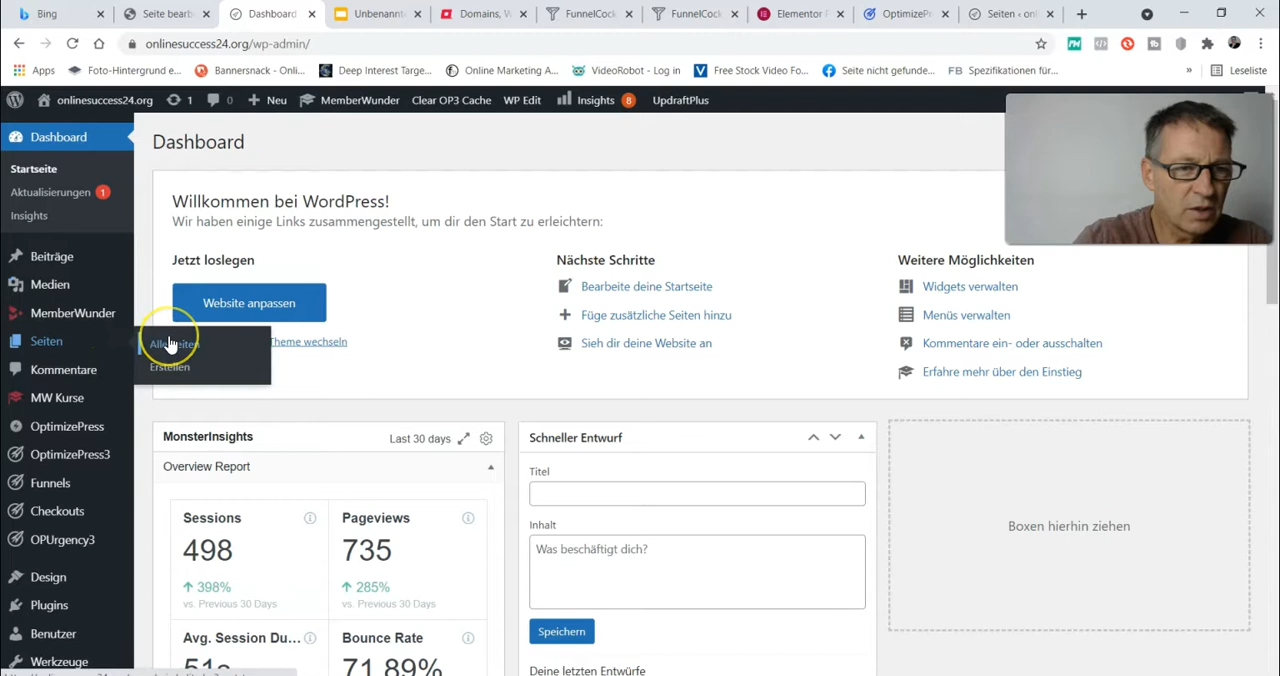 Bing
Seite bearb
Dashboard
Unbenannt
Domains, W
FunnelCock
FunnelCock
Elementor P
OptimizePr
Seiten ‹ onl
onlinesuccess24.org/wp-admin/
Apps
Foto-Hintergrund e...
Bannersnack - Onli...
Deep Interest Targe...
Online Marketing A...
VideoRobot - Log in
Free Stock Video Fo...
Seite nicht gefunde...
FB Spezifikationen für...
»
Leseliste
onlinesuccess24.org
1
0
Neu
MemberWunder
Clear OP3 Cache
WP Edit
Insights 8
UpdraftPlus
Dashboard
Startseite
Aktualisierungen 1
Insights
Beiträge
Medien
MemberWunder
Seiten
Kommentare
MW Kurse
OptimizePress
OptimizePress3
Funnels
Checkouts
OPUrgency3
Design
Plugins
Benutzer
Werkzeuge
Erstellen
Dashboard
Willkommen bei WordPress!
Wir haben einige Links zusammengestellt, um dir den Start zu erleichtern:
Jetzt loslegen
Website anpassen
Theme wechseln
Nächste Schritte
Bearbeite deine Startseite
Füge zusätzliche Seiten hinzu
Sieh dir deine Website an
Weitere Möglichkeiten
Widgets verwalten
Menüs verwalten
Kommentare ein- oder ausschalten
Erfahre mehr über den Einstieg
MonsterInsights
Last 30 days
Overview Report
Sessions
498
398%
vs. Previous 30 Days
Pageviews
735
285%
vs. Previous 30 Days
Avg. Session Du...
Bounce Rate
71.89%
Schneller Entwurf
Titel
Inhalt
Was beschäftigt dich?
Speichern
Deine letzten Entwürfe
Boxen hierhin ziehen